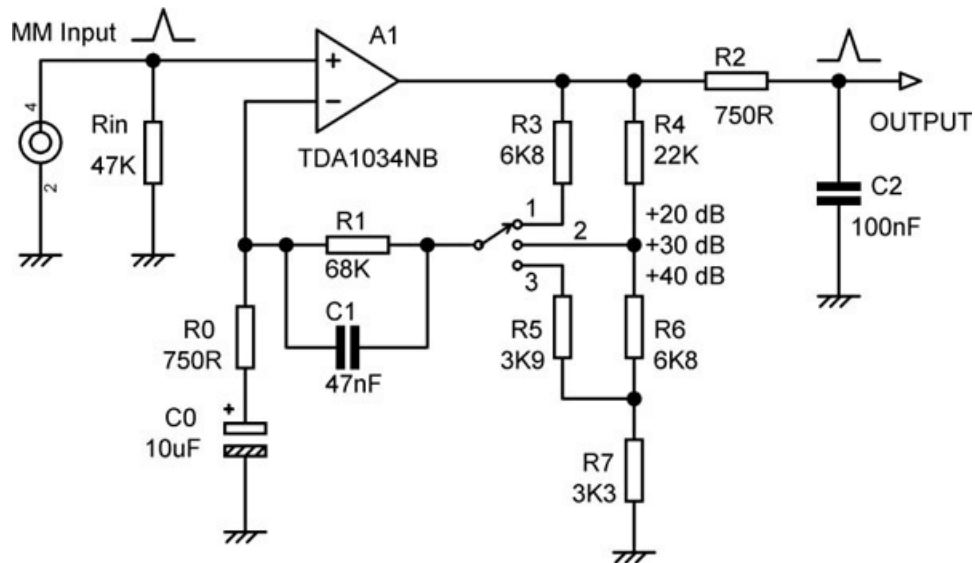 MM Input
A1
+
−
TDA1034NB
4
2
Rin
47K
R3
6K8
R4
22K
R2
750R
OUTPUT
C2
100nF
R1
68K
C1
47nF
1
2
3
+20 dB
+30 dB
+40 dB
R0
750R
+
C0
10uF
R5
3K9
R6
6K8
R7
3K3